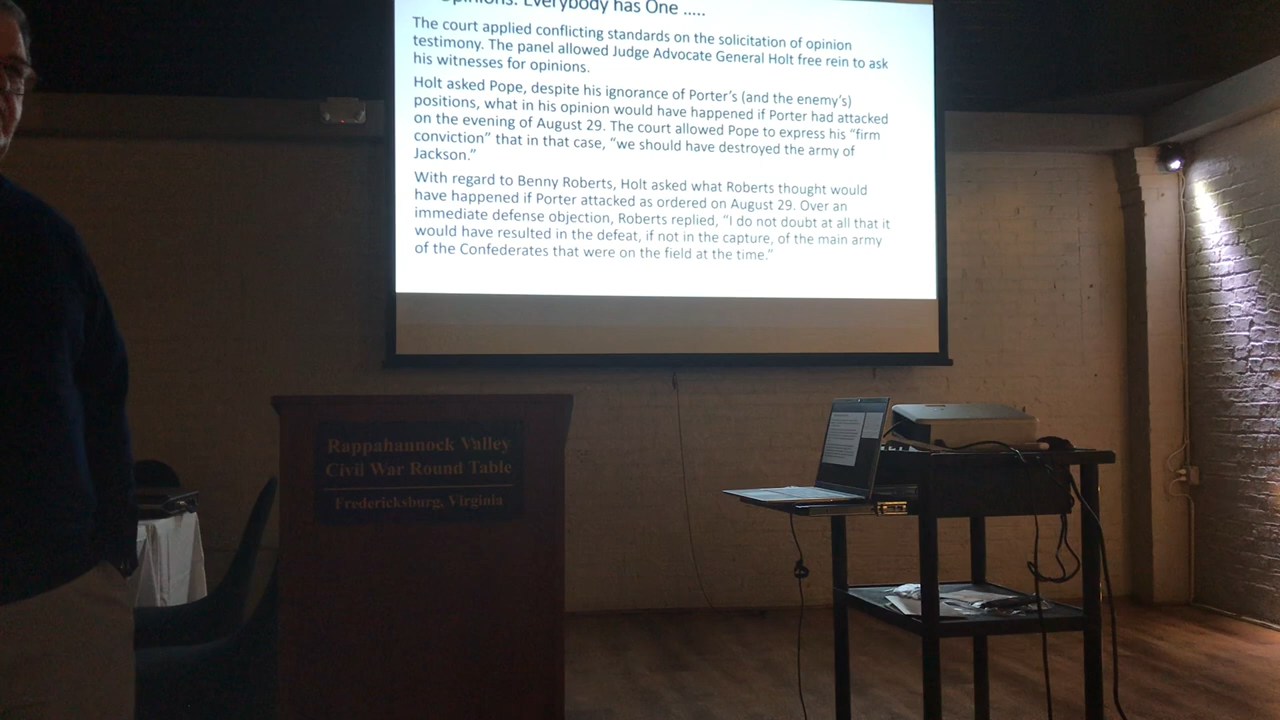 Opinions: Everybody has One .....
The court applied conflicting standards on the solicitation of opinion
testimony. The panel allowed Judge Advocate General Holt free rein to ask
his witnesses for opinions.
Holt asked Pope, despite his ignorance of Porter’s (and the enemy’s)
positions, what in his opinion would have happened if Porter had attacked
on the evening of August 29. The court allowed Pope to express his “firm
conviction” that in that case, “we should have destroyed the army of
Jackson.”
With regard to Benny Roberts, Holt asked what Roberts thought would
have happened if Porter attacked as ordered on August 29. Over an
immediate defense objection, Roberts replied, “I do not doubt at all that it
would have resulted in the defeat, if not in the capture, of the main army
of the Confederates that were on the field at the time.”
Rappahannock Valley
Civil War Round Table
Fredericksburg, Virginia